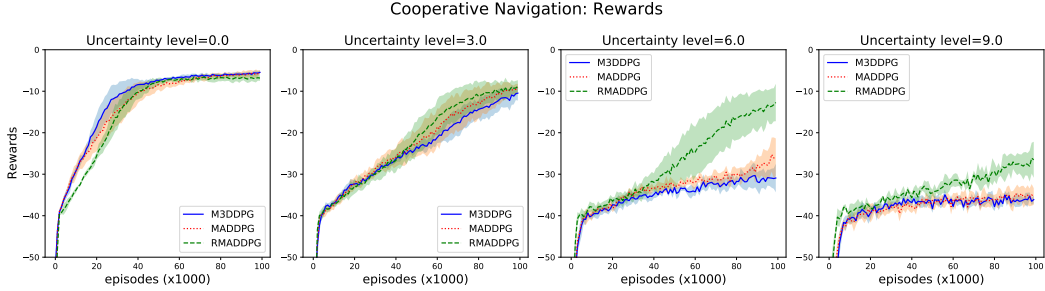 Cooperative Navigation: Rewards
Uncertainty level=0.0
Rewards
0
−10
−20
−30
−40
−50
0 20 40 60 80 100
episodes (x1000)
M3DDPG
MADDPG
RMADDPG
Uncertainty level=3.0
0
−10
−20
−30
−40
−50
0 20 40 60 80 100
episodes (x1000)
M3DDPG
MADDPG
RMADDPG
Uncertainty level=6.0
M3DDPG
MADDPG
RMADDPG
0
−10
−20
−30
−40
−50
0 20 40 60 80 100
episodes (x1000)
Uncertainty level=9.0
M3DDPG
MADDPG
RMADDPG
0
−10
−20
−30
−40
−50
0 20 40 60 80 100
episodes (x1000)